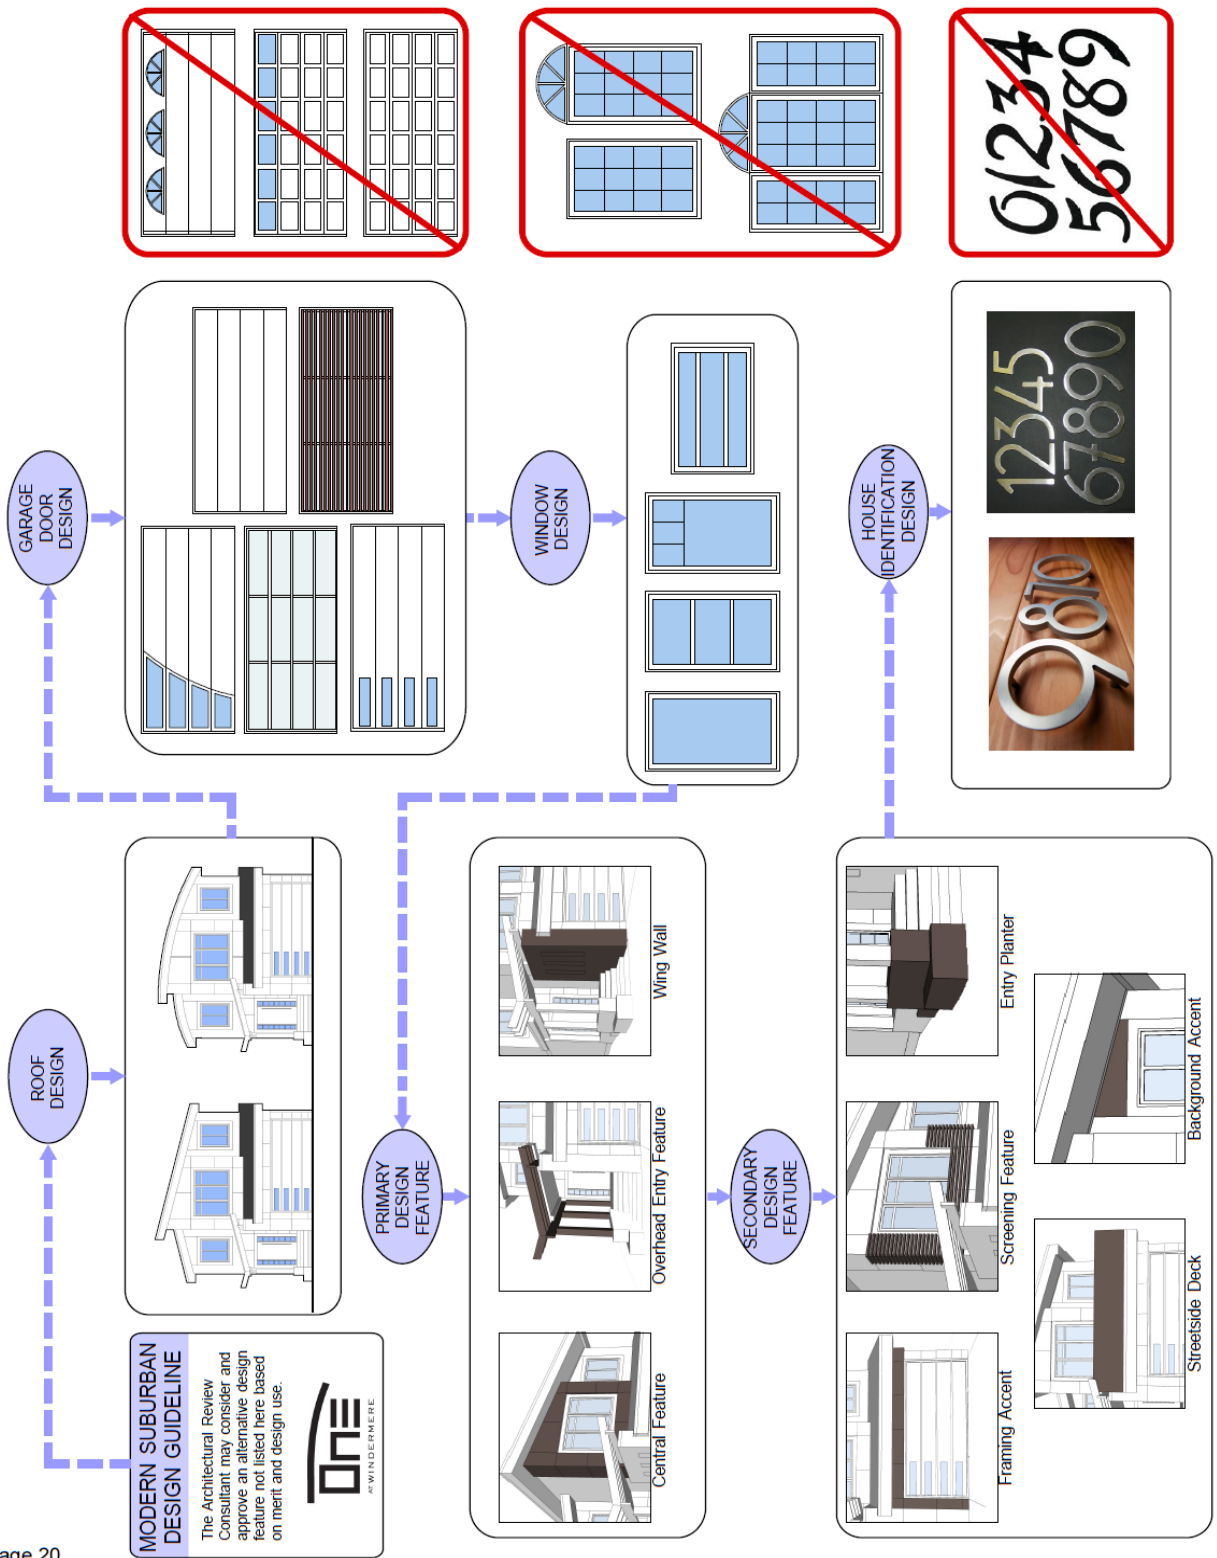 MODERN SUBURBAN
DESIGN GUIDELINE
The Architectural Review
Consultant may consider and
approve an alternative design
feature not listed here based
on merit and design use.
ONE
AT WINDERMERE
ROOF
DESIGN
GARAGE
DOOR
DESIGN
WINDOW
DESIGN
PRIMARY
DESIGN
FEATURE
Central Feature
Overhead Entry Feature
Wing Wall
SECONDARY
DESIGN
FEATURE
Framing Accent
Screening Feature
Entry Planter
Streetside Deck
Background Accent
HOUSE
IDENTIFICATION
DESIGN
9870
12345
67890
01234
56789
age 20